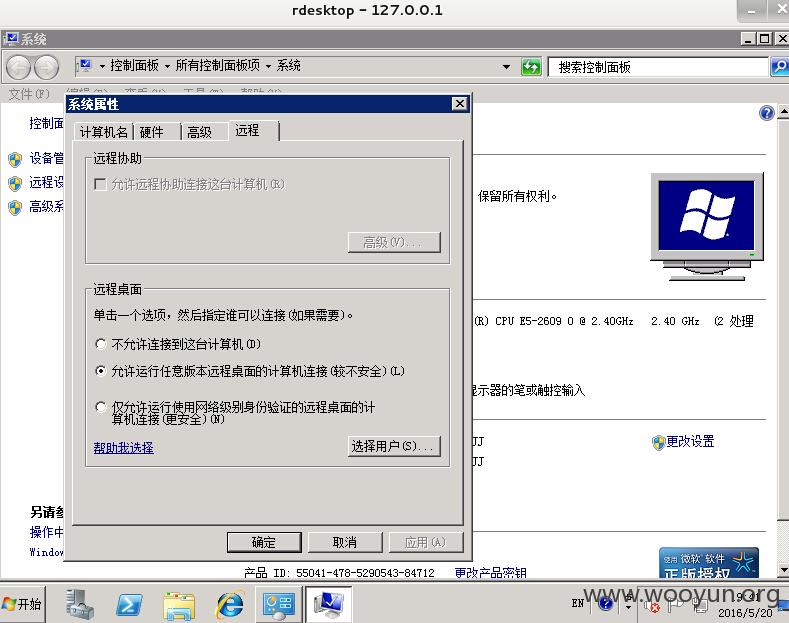 rdesktop - 127.0.0.1
系统
控制面板 所有控制面板项 系统
搜索控制面板
文件(F)
系统属性
控制面
计算机名 硬件 高级 远程
远程协助
设备管
允许远程协助连接这台计算机(R)
远程设
保留所有权利。
高级系
高级(V)...
远程桌面
单击一个选项，然后指定谁可以连接(如果需要)。
(R) CPU E5-2609 0 @ 2.40GHz 2.40 GHz (2 处理
不允许连接到这台计算机(D)
允许运行任意版本远程桌面的计算机连接(较不安全)(L)
显示器的笔或触控输入
仅允许运行使用网络级别身份验证的远程桌面的计
算机连接(更安全)(N)
帮助我选择
选择用户(S)...
JJ
更改设置
JJ
另请参
操作中
Window
确定 取消 应用(A)
使用 微软 软件
正版授权
产品 ID: 55041-478-5290543-84712 更改产品密钥
开始
EN
www.wooyun.org
2016/5/20